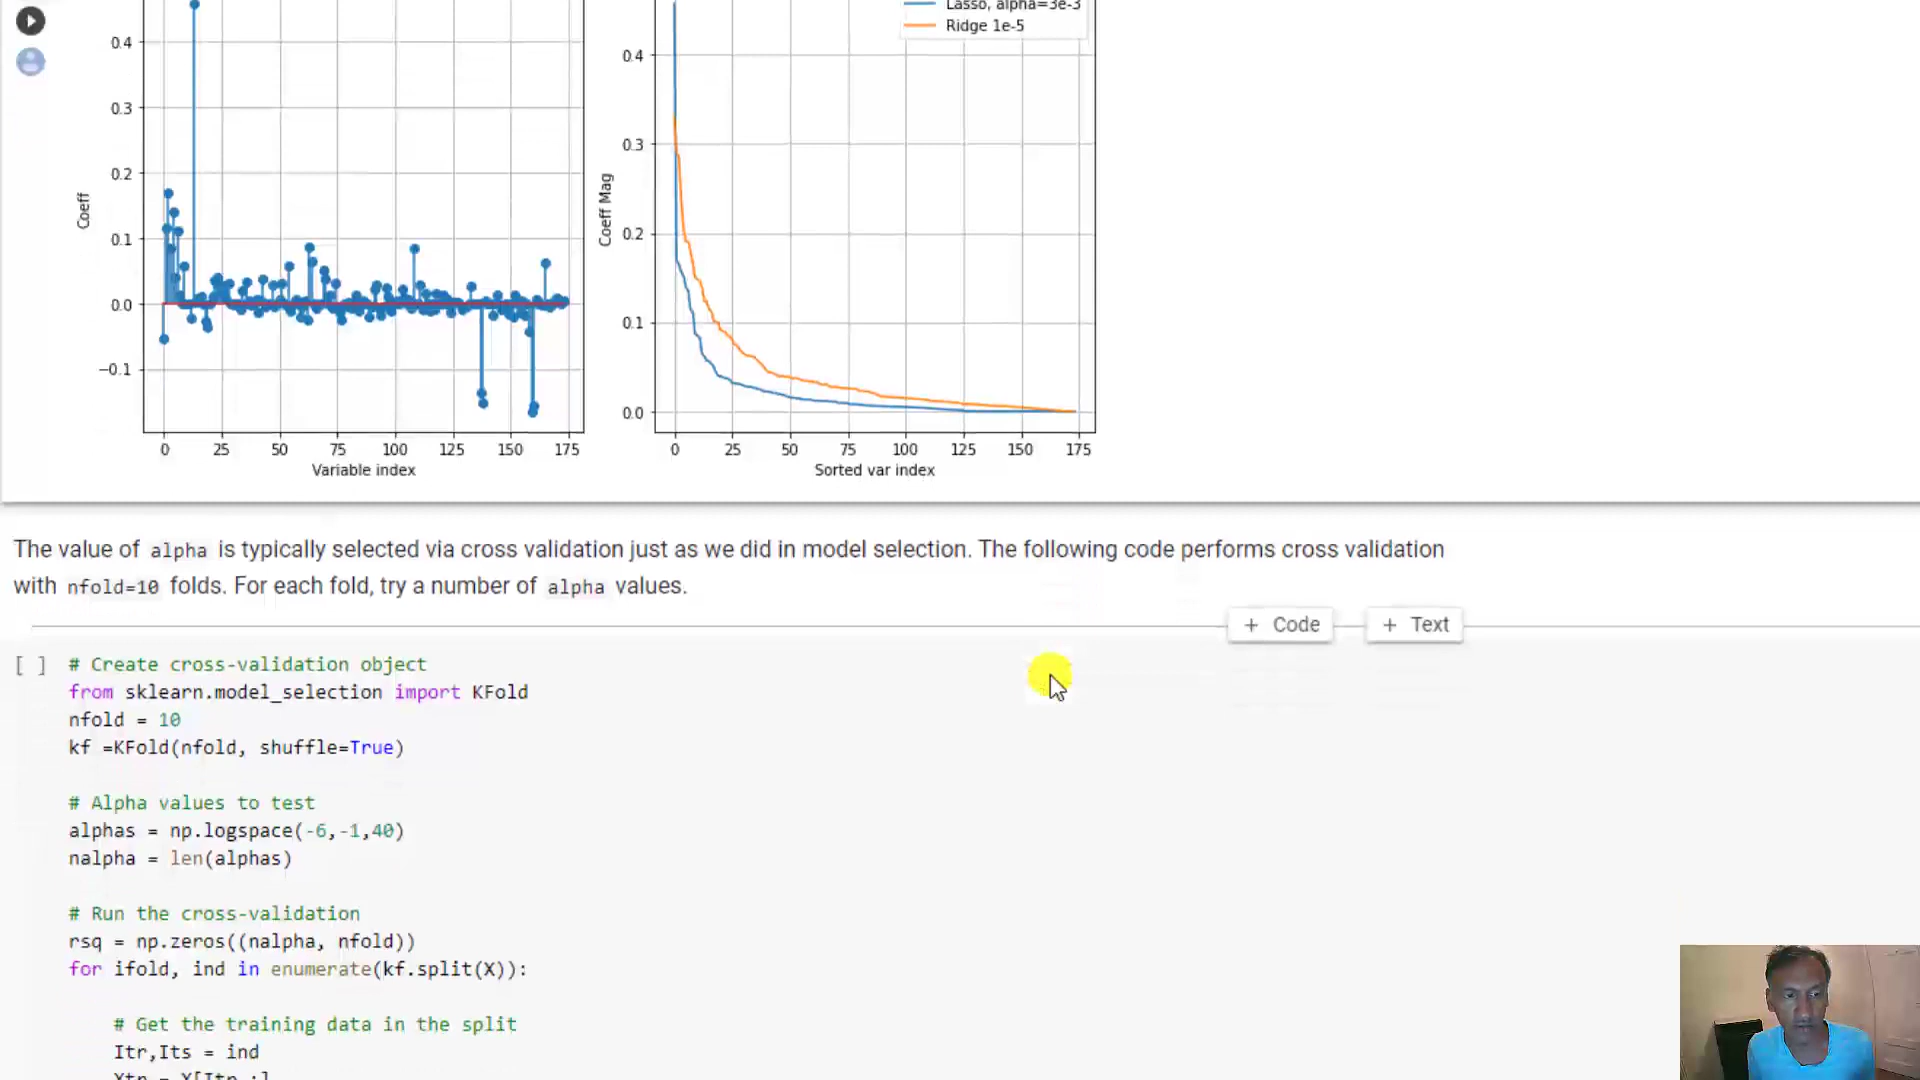 Lasso, alpha=3e-3
Ridge 1e-5
0.4
0.3
0.2
0.1
0.0
−0.1
Coeff
0 25 50 75 100 125 150 175
Variable index
0.4
0.3
0.2
0.1
0.0
Coeff Mag
0 25 50 75 100 125 150 175
Sorted var index
The value of alpha is typically selected via cross validation just as we did in model selection. The following code performs cross validation
with nfold=10 folds. For each fold, try a number of alpha values.
+ Code + Text
[ ] # Create cross-validation object
from sklearn.model_selection import KFold
nfold = 10
kf =KFold(nfold, shuffle=True)
# Alpha values to test
alphas = np.logspace(-6,-1,40)
nalpha = len(alphas)
# Run the cross-validation
rsq = np.zeros((nalpha, nfold))
for ifold, ind in enumerate(kf.split(X)):
# Get the training data in the split
Itr,Its = ind
Xtr = X[Itr,:]